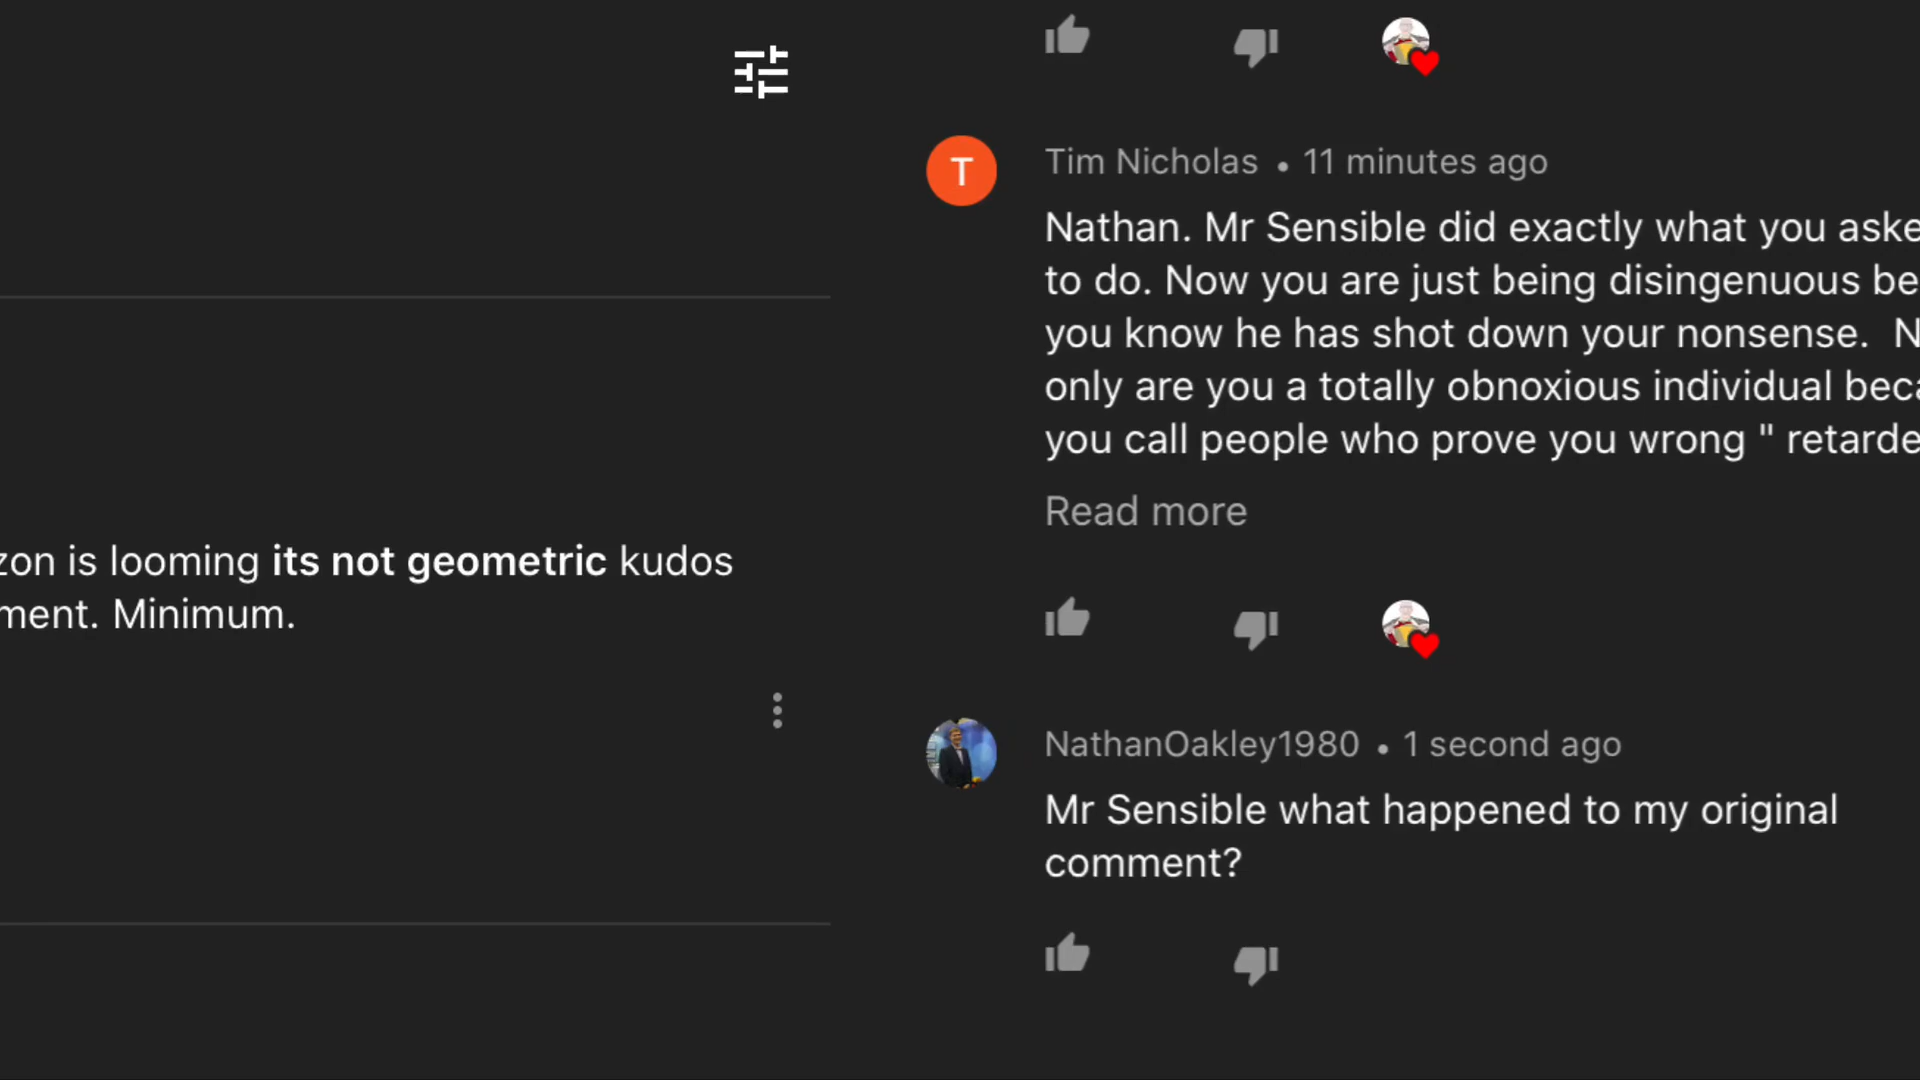 zon is looming its not geometric kudos
ment. Minimum.
T
Tim Nicholas • 11 minutes ago
Nathan. Mr Sensible did exactly what you aske
to do. Now you are just being disingenuous be
you know he has shot down your nonsense. N
only are you a totally obnoxious individual beca
you call people who prove you wrong " retarde
Read more
NathanOakley1980 • 1 second ago
Mr Sensible what happened to my original
comment?